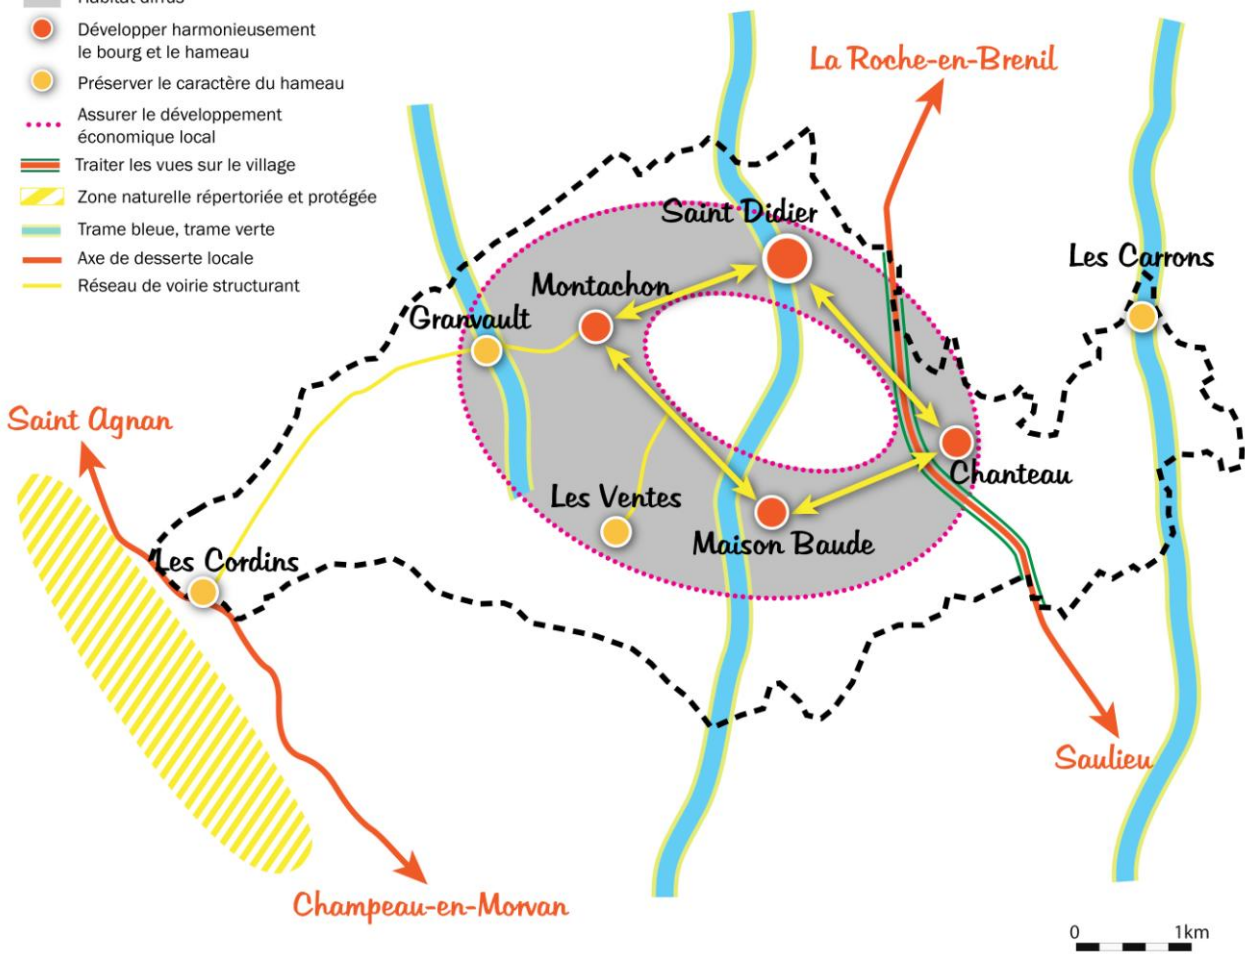 Habitat diffus
Développer harmonieusement
le bourg et le hameau
Préserver le caractère du hameau
Assurer le développement
économique local
Traiter les vues sur le village
Zone naturelle répertoriée et protégée
Trame bleue, trame verte
Axe de desserte locale
Réseau de voirie structurant
La Roche-en-Brenil
Saint Didier
Les Carrons
Montachon
Granvault
Saint Agnan
Chanteau
Les Ventes
Maison Baude
Les Cordins
Saulieu
Champeau-en-Morvan
0 1km